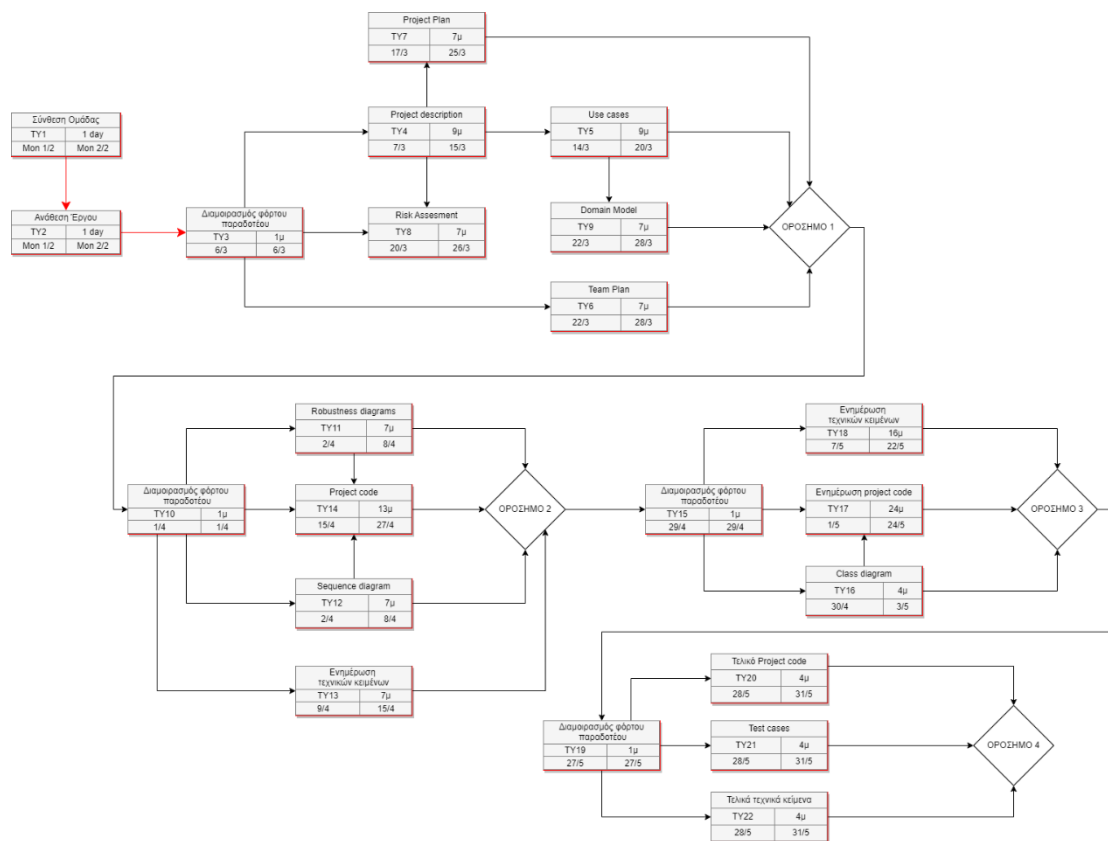 Project Plan
TY7 7μ
17/3 25/3
Σύνθεση Ομάδας
TY1 1 day
Mon 1/2 Mon 2/2
Project description
TY4 9μ
7/3 15/3
Use cases
TY5 9μ
14/3 20/3
Ανάθεση Έργου
TY2 1 day
Mon 1/2 Mon 2/2
Διαμοιρασμός φόρτου
παραδοτέου
TY3 1μ
6/3 6/3
Risk Assesment
TY8 7μ
20/3 26/3
Domain Model
TY9 7μ
22/3 28/3
ΟΡΟΣΗΜΟ 1
Team Plan
TY6 7μ
22/3 28/3
Robustness diagrams
TY11 7μ
2/4 8/4
Διαμοιρασμός φόρτου
παραδοτέου
TY10 1μ
1/4 1/4
Project code
TY14 13μ
15/4 27/4
ΟΡΟΣΗΜΟ 2
Sequence diagram
TY12 7μ
2/4 8/4
Ενημέρωση
τεχνικών κειμένων
TY13 7μ
9/4 15/4
Ενημέρωση
τεχνικών κειμένων
TY18 16μ
7/5 22/5
Διαμοιρασμός φόρτου
παραδοτέου
TY15 1μ
29/4 29/4
Ενημέρωση project code
TY17 24μ
1/5 24/5
ΟΡΟΣΗΜΟ 3
Class diagram
TY16 4μ
30/4 3/5
Τελικό Project code
TY20 4μ
28/5 31/5
Διαμοιρασμός φόρτου
παραδοτέου
TY19 1μ
27/5 27/5
Test cases
TY21 4μ
28/5 31/5
ΟΡΟΣΗΜΟ 4
Τελικά τεχνικά κείμενα
TY22 4μ
28/5 31/5